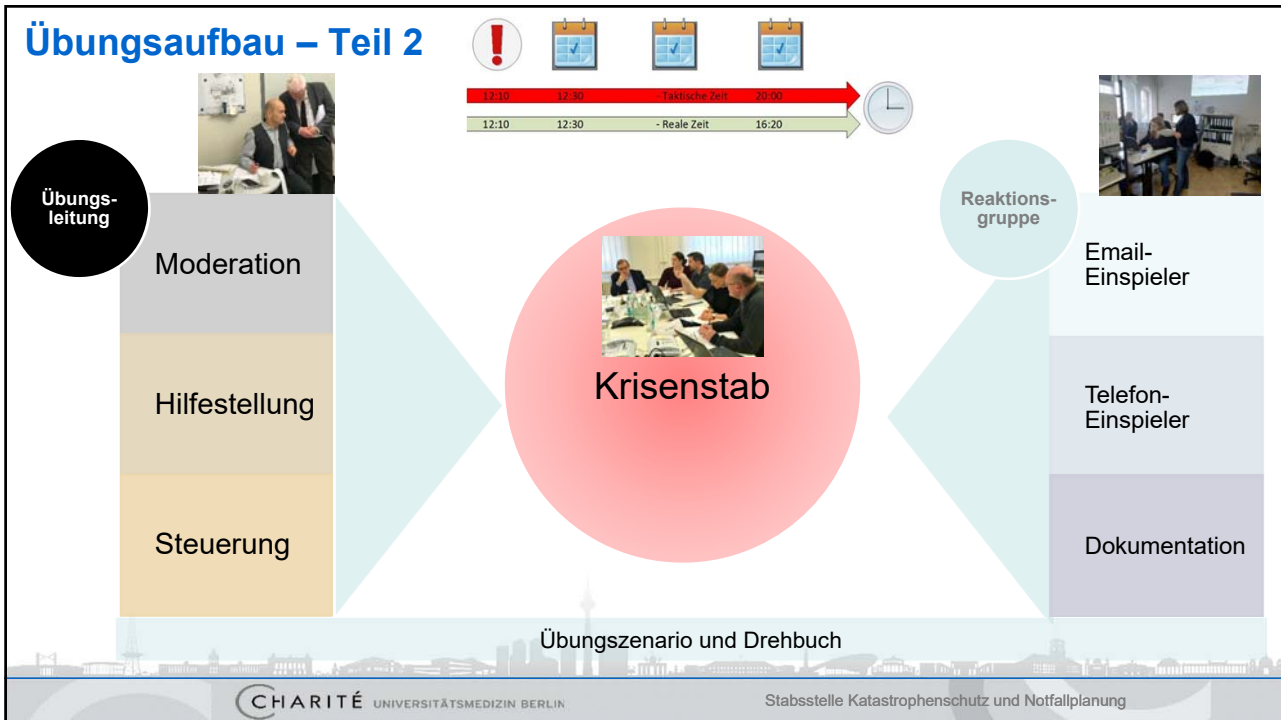 Übungsaufbau – Teil 2
12:10 12:30 - Taktische Zeit 20:00
12:10 12:30 - Reale Zeit 16:20
Übungs-
leitung
Moderation
Hilfestellung
Steuerung
Krisenstab
Reaktions-
gruppe
Email-
Einspieler
Telefon-
Einspieler
Dokumentation
Übungszenario und Drehbuch
CHARITÉ UNIVERSITÄTSMEDIZIN BERLIN
Stabsstelle Katastrophenschutz und Notfallplanung